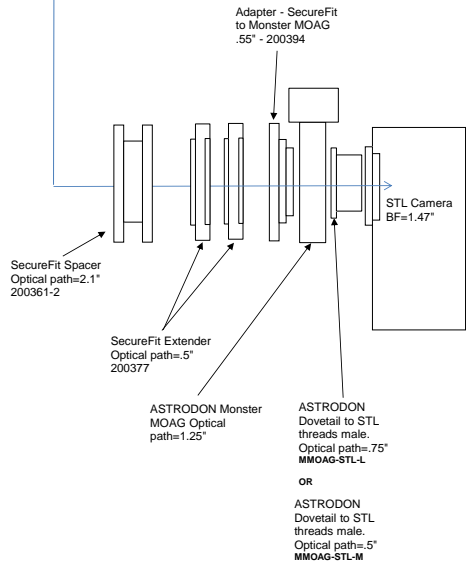 Adapter - SecureFit
to Monster MOAG
.55" - 200394
STL Camera
BF=1.47"
SecureFit Spacer
Optical path=2.1"
200361-2
SecureFit Extender
Optical path=.5"
200377
ASTRODON Monster
MOAG Optical
path=1.25"
ASTRODON
Dovetail to STL
threads male.
Optical path=.75"
MMOAG-STL-L
OR
ASTRODON
Dovetail to STL
threads male.
Optical path=.5"
MMOAG-STL-M